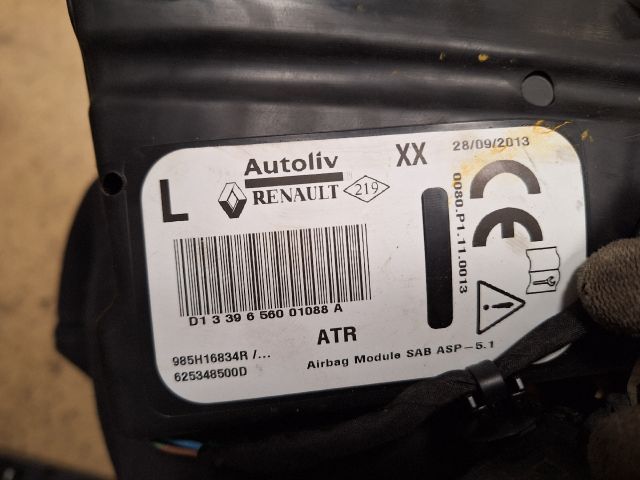 L
Autoliv
RENAULT
219
XX
28/09/2013
0080.P1.11.0013
CE
D1 3 39 6 560 01088 A
ATR
985H16834R /...
625348500D
Airbag Module SAB ASP-5.1